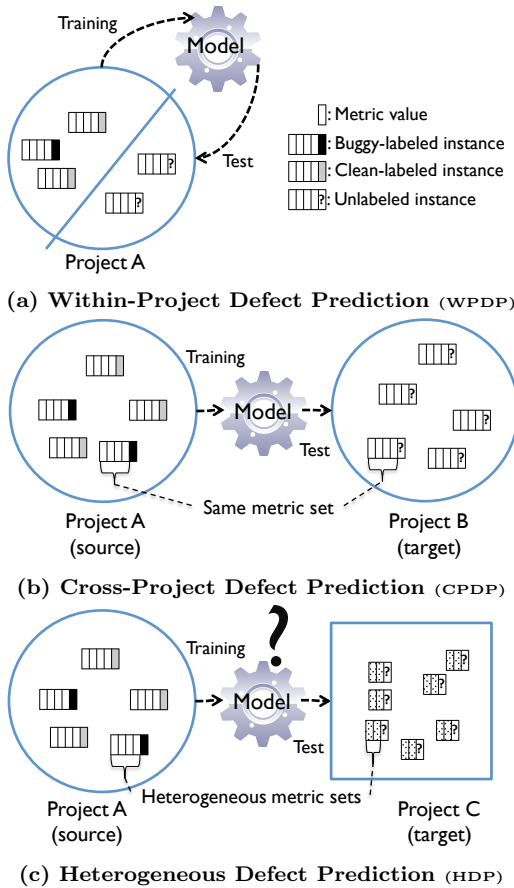 Training
Model
: Metric value
: Buggy-labeled instance
: Clean-labeled instance
?: Unlabeled instance
?
?
Test
Project A
(a) Within-Project Defect Prediction (WPDP)
Training
Model
Test
?
?
?
?
?
Same metric set
Project A
(source)
Project B
(target)
(b) Cross-Project Defect Prediction (CPDP)
?
Training
Model
Test
?
?
?
?
?
?
?
Heterogeneous metric sets
Project A
(source)
Project C
(target)
(c) Heterogeneous Defect Prediction (HDP)